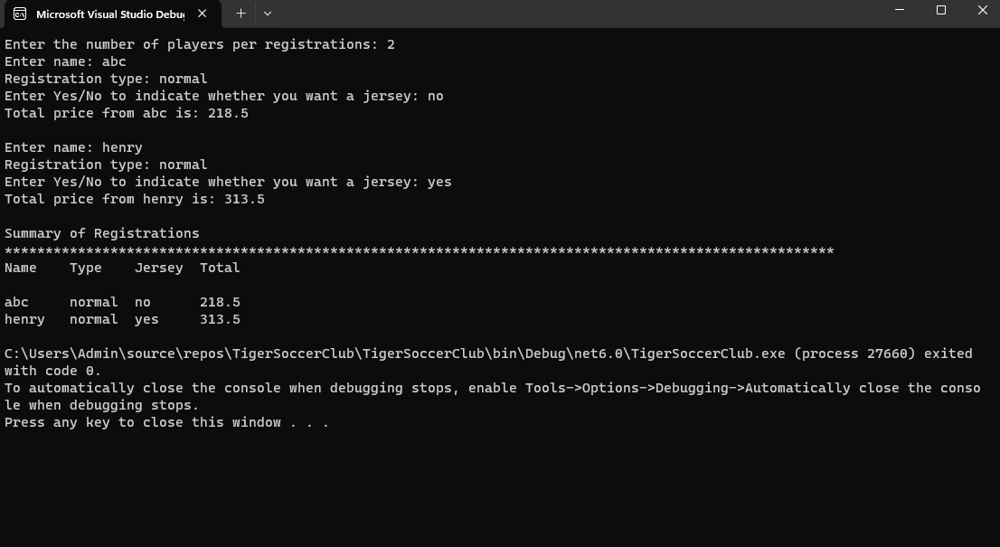 Microsoft Visual Studio Debug
Enter the number of players per registrations: 2
Enter name: abc
Registration type: normal
Enter Yes/No to indicate whether you want a jersey: no
Total price from abc is: 218.5
Enter name: henry
Registration type: normal
Enter Yes/No to indicate whether you want a jersey: yes
Total price from henry is: 313.5
Summary of Registrations
******************************************************************************************************
Name    Type    Jersey  Total
abc     normal  no      218.5
henry   normal  yes     313.5
C:\Users\Admin\source\repos\TigerSoccerClub\TigerSoccerClub\bin\Debug\net6.0\TigerSoccerClub.exe (process 27660) exited
with code 0.
To automatically close the console when debugging stops, enable Tools->Options->Debugging->Automatically close the conso
le when debugging stops.
Press any key to close this window . . .